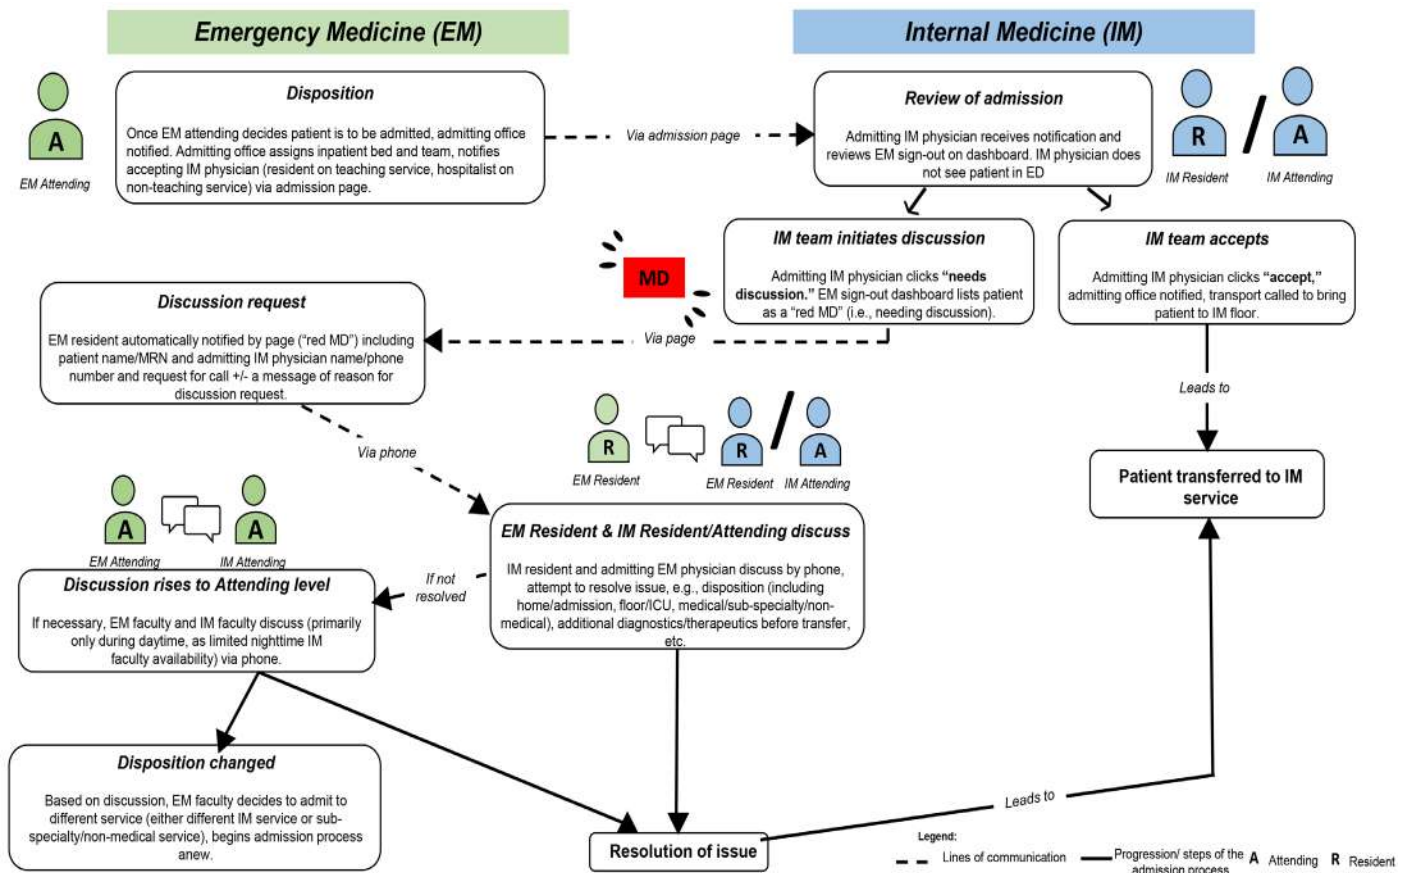 Emergency Medicine (EM)
Internal Medicine (IM)
A
EM Attending
Disposition
Once EM attending decides patient is to be admitted, admitting office
notified. Admitting office assigns inpatient bed and team, notifies
accepting IM physician (resident on teaching service, hospitalist on
non-teaching service) via admission page.
Via admission page
Review of admission
Admitting IM physician receives notification and
reviews EM sign-out on dashboard. IM physician does
not see patient in ED
R
IM Resident
A
IM Attending
IM team initiates discussion
Admitting IM physician clicks “needs
discussion.” EM sign-out dashboard lists patient
as a “red MD” (i.e., needing discussion).
IM team accepts
Admitting IM physician clicks “accept,”
admitting office notified, transport called to bring
patient to IM floor.
MD
Via page
Discussion request
EM resident automatically notified by page (“red MD”) including
patient name/MRN and admitting IM physician name/phone
number and request for call +/- a message of reason for
discussion request.
Via phone
Leads to
R
EM Resident
R
EM Resident
A
IM Attending
Patient transferred to IM
service
A
EM Attending
A
IM Attending
EM Resident & IM Resident/Attending discuss
IM resident and admitting EM physician discuss by phone,
attempt to resolve issue, e.g., disposition (including
home/admission, floor/ICU, medical/sub-specialty/non-
medical), additional diagnostics/therapeutics before transfer,
etc.
If not
resolved
Discussion rises to Attending level
If necessary, EM faculty and IM faculty discuss (primarily
only during daytime, as limited nighttime IM
faculty availability) via phone.
Disposition changed
Based on discussion, EM faculty decides to admit to
different service (either different IM service or sub-
specialty/non-medical service), begins admission process
anew.
Resolution of issue
Leads to
Legend:
Lines of communication
Progression/ steps of the
admission process
A Attending
R Resident